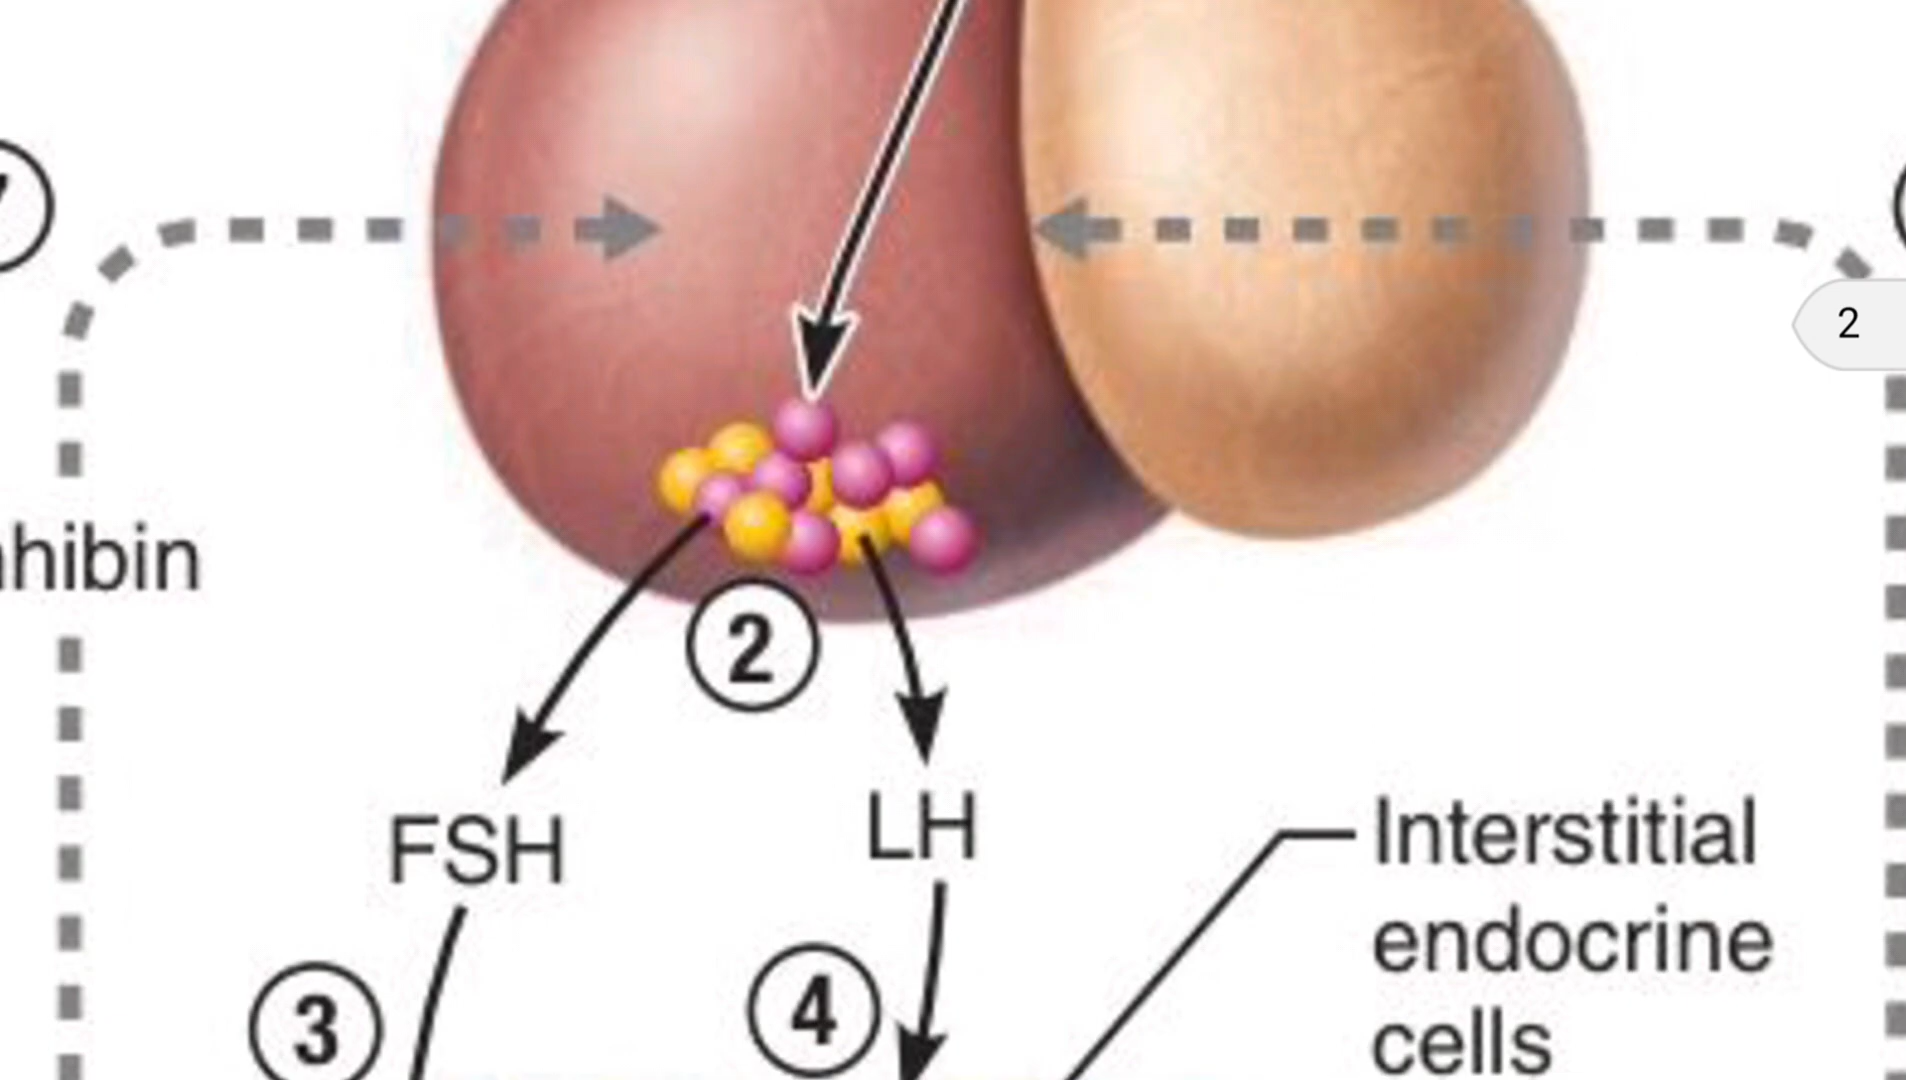 2
hibin
2
FSH
LH
Interstitial
endocrine
cells
3
4